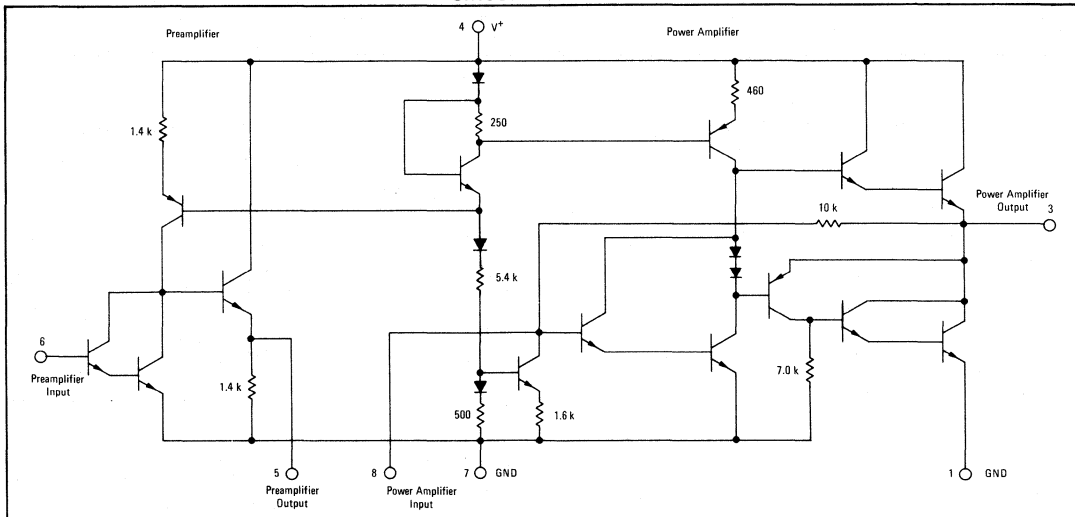 Preamplifier
4 V+
Power Amplifier
460
1.4 k
250
10 k
Power Amplifier
Output 3
5.4 k
6
Preamplifier
Input
1.4 k
7.0 k
500
1.6 k
5
Preamplifier
Output
8
Power Amplifier
Input
7 GND
1 GND